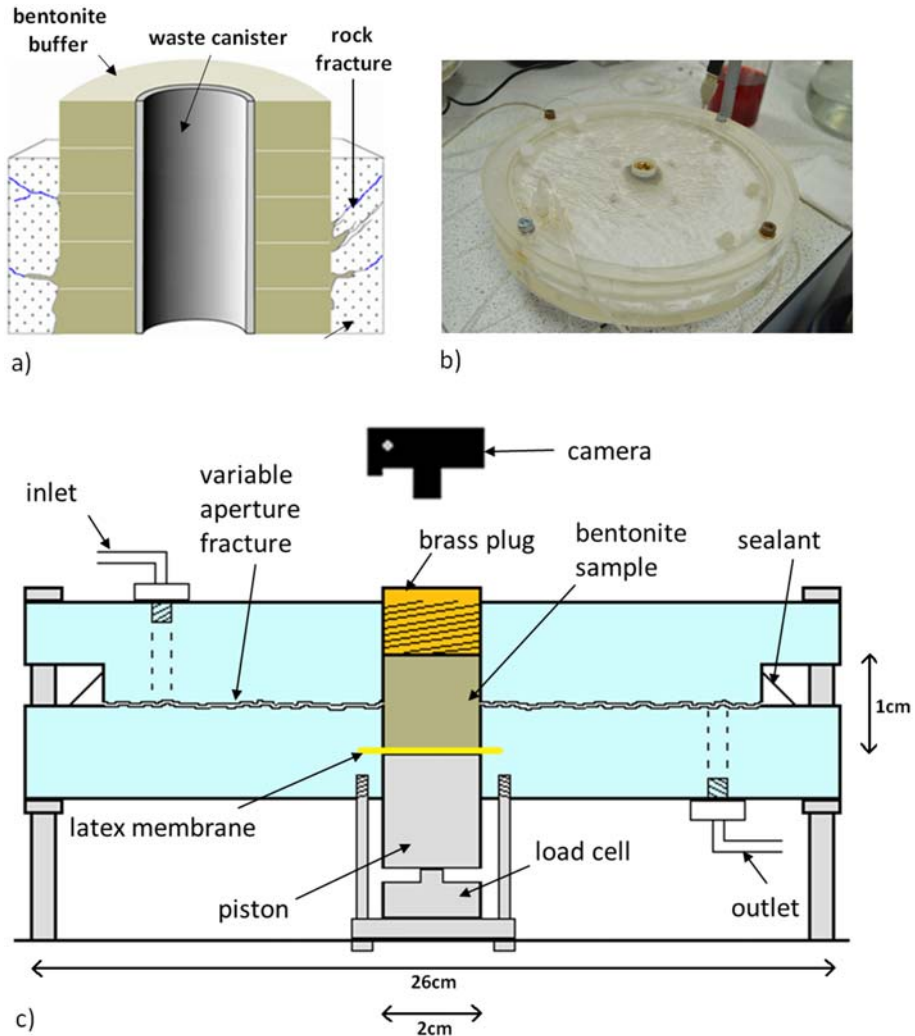 bentonite
buffer
waste canister
rock
fracture
a)
b)
camera
inlet
variable
aperture
fracture
brass plug
bentonite
sample
sealant
1cm
latex membrane
piston
load cell
outlet
26cm
2cm
c)